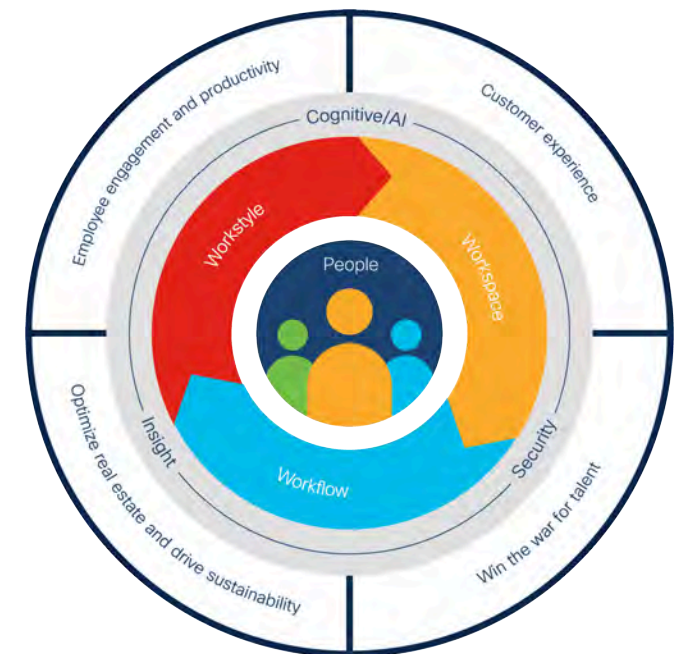 Employee engagement and productivity
Customer experience
Cognitive/AI
Workstyle
Workspace
People
Insight
Security
Workflow
Optimize real estate and drive sustainability
Win the war for talent